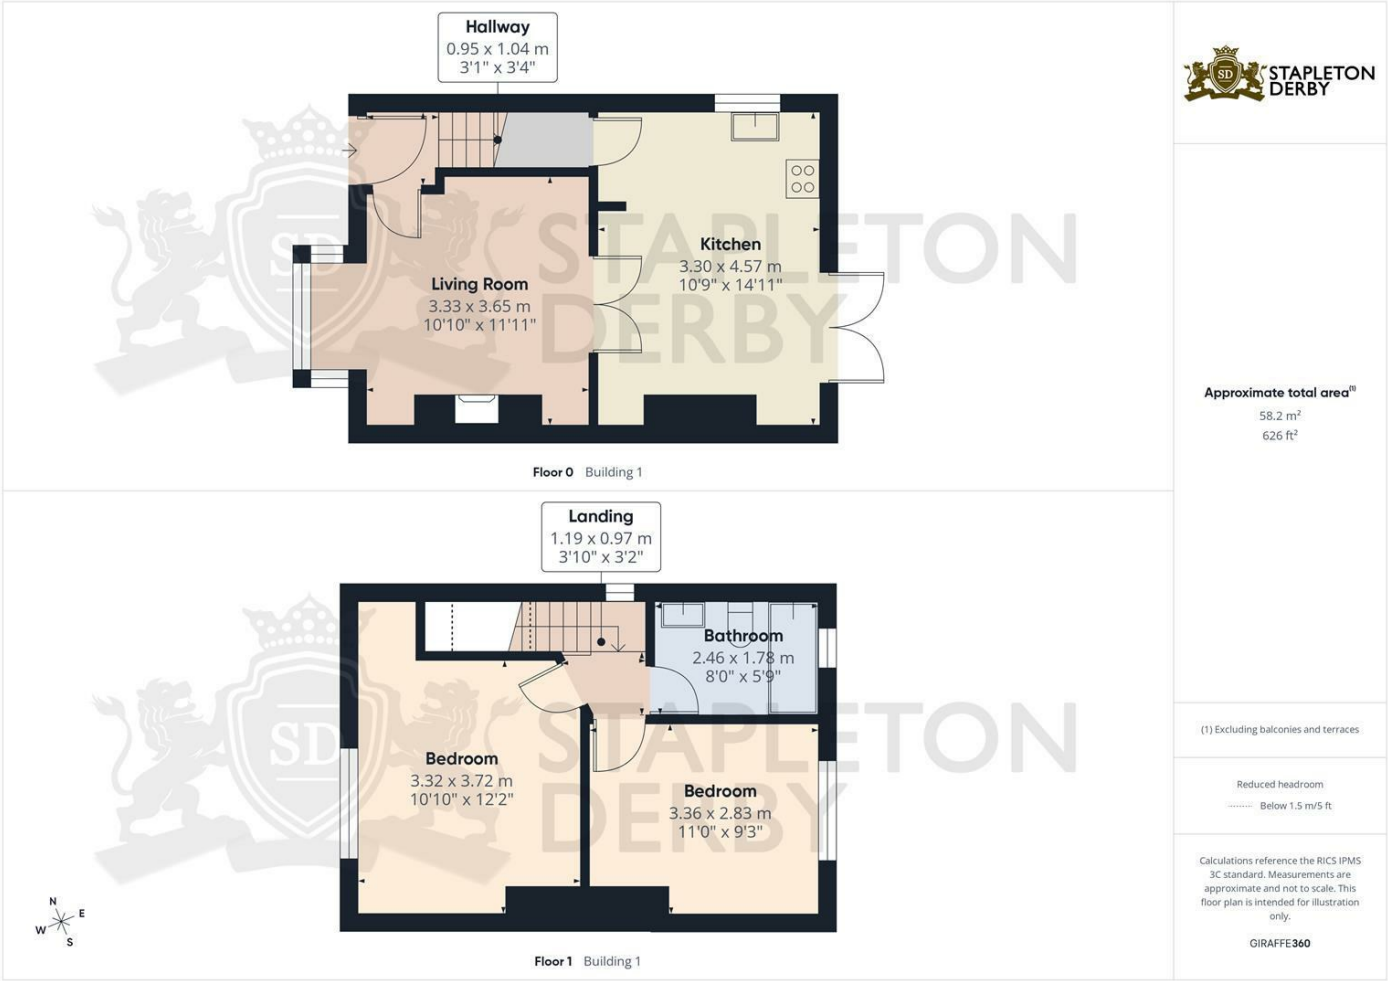 Hallway
0.95 x 1.04 m
3'1" x 3'4"
SD
STAPLETON
DERBY
Kitchen
3.30 x 4.57 m
10'9" x 14'11"
Living Room
3.33 x 3.65 m
10'10" x 11'11"
SD
STAPLETON
DERBY
Floor 0 Building 1
Landing
1.19 x 0.97 m
3'10" x 3'2"
Bathroom
2.46 x 1.78 m
8'0" x 5'9"
SD
STAPLETON
DERBY
Bedroom
3.32 x 3.72 m
10'10" x 12'2"
Bedroom
3.36 x 2.83 m
11'0" x 9'3"
N
E
W
S
Floor 1 Building 1
Approximate total area(1)
58.2 m²
626 ft²
(1) Excluding balconies and terraces
Reduced headroom
Below 1.5 m/5 ft
Calculations reference the RICS IPMS
3C standard. Measurements are
approximate and not to scale. This
floor plan is intended for illustration
only.
GIRAFFE360